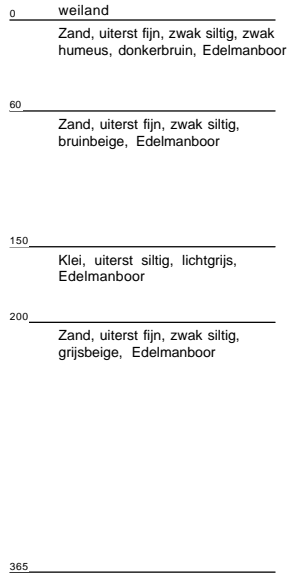 0 weiland
Zand, uiterst fijn, zwak siltig, zwak
humeus, donkerbruin, Edelmanboor
60
Zand, uiterst fijn, zwak siltig,
bruinbeige, Edelmanboor
150
Klei, uiterst siltig, lichtgrijs,
Edelmanboor
200
Zand, uiterst fijn, zwak siltig,
grijsbeige, Edelmanboor
365